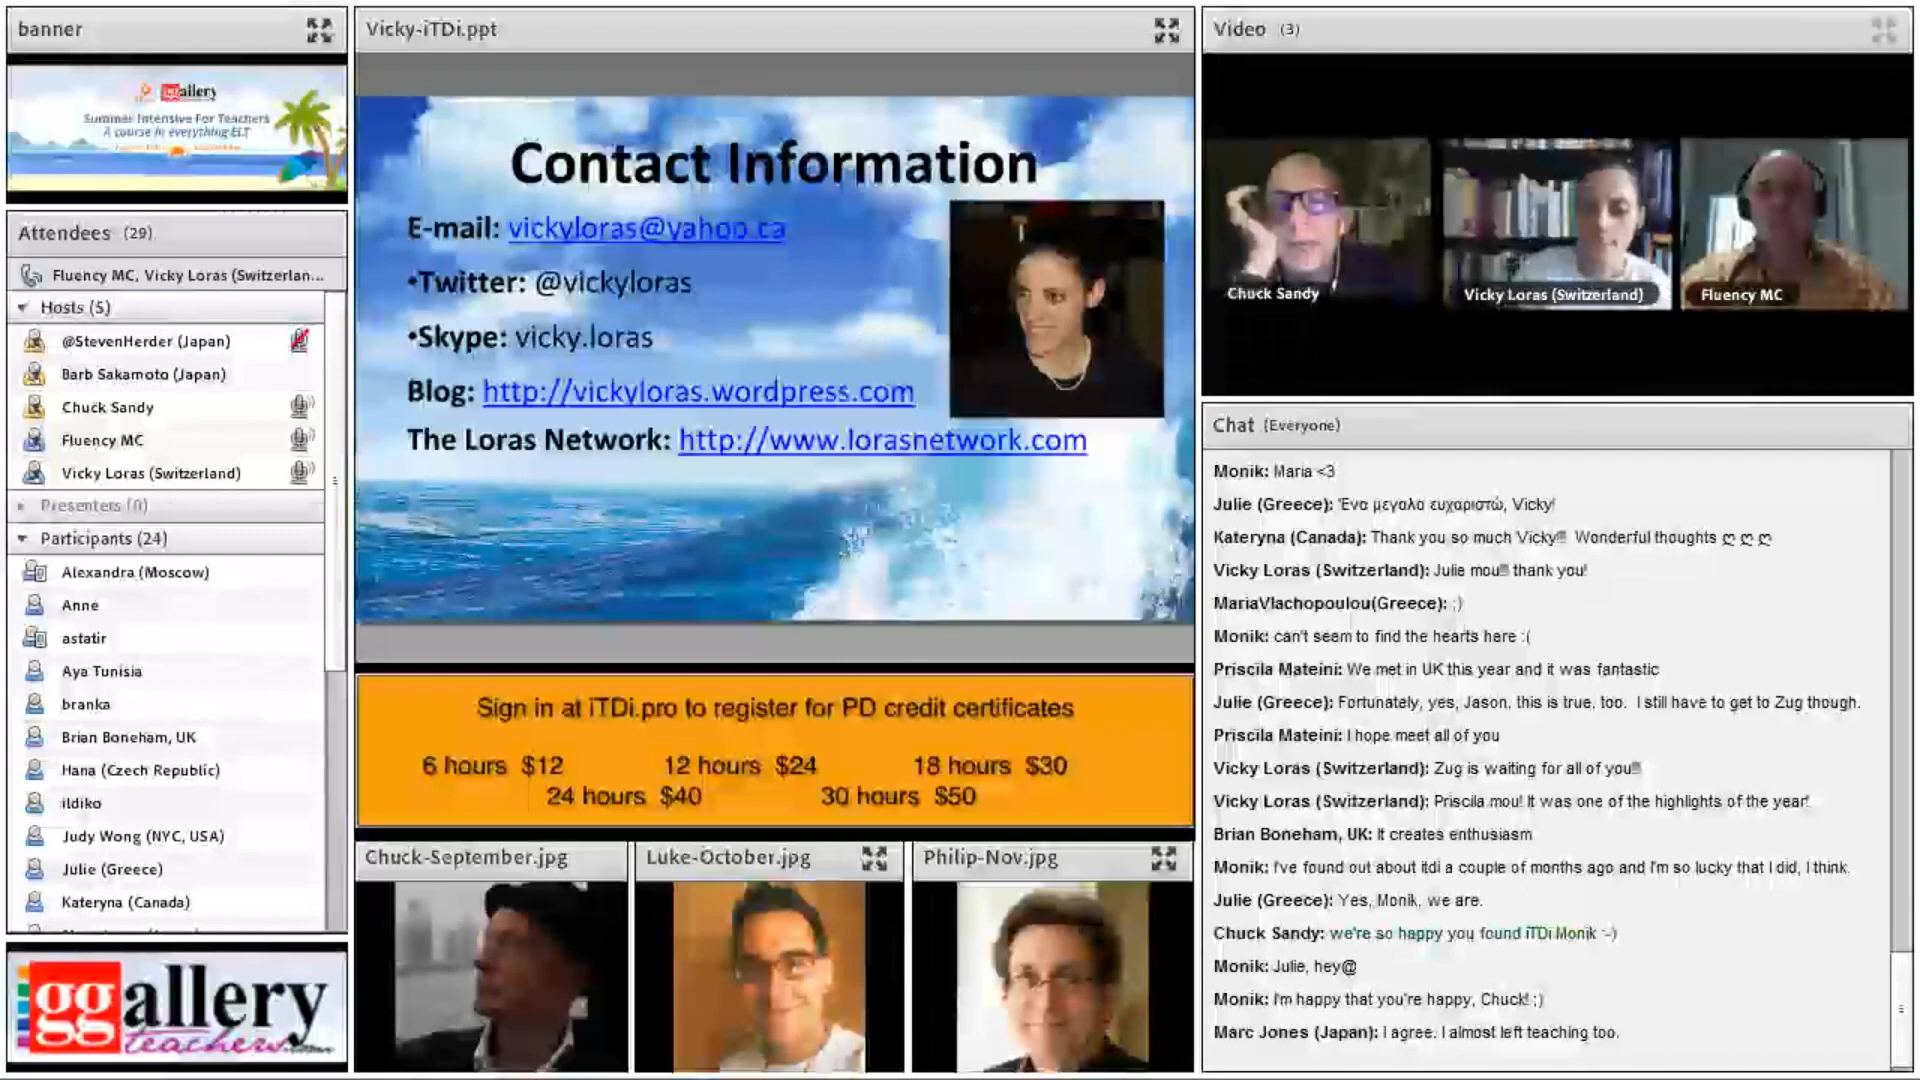 banner
ggallery
Summer Intensive For Teachers
A course in everything ELT
Attendees (29)
Fluency MC, Vicky Loras (Switzerlan...
Hosts (5)
@StevenHerder (Japan)
Barb Sakamoto (Japan)
Chuck Sandy
Fluency MC
Vicky Loras (Switzerland)
Presenters (0)
Participants (24)
Alexandra (Moscow)
Anne
astatir
Aya Tunisia
branka
Brian Boneham, UK
Hana (Czech Republic)
ildiko
Judy Wong (NYC, USA)
Julie (Greece)
Kateryna (Canada)
ggallery
teachers.com
Vicky-iTDi.ppt
Contact Information
E-mail: vickyloras@yahoo.ca
•Twitter: @vickyloras
•Skype: vicky.loras
Blog: http://vickyloras.wordpress.com
The Loras Network: http://www.lorasnetwork.com
Sign in at iTDi.pro to register for PD credit certificates
6 hours $12 12 hours $24 18 hours $30
24 hours $40 30 hours $50
Chuck-September.jpg
Luke-October.jpg
Philip-Nov.jpg
Video (3)
Chuck Sandy
Vicky Loras (Switzerland)
Fluency MC
Chat (Everyone)
Monik: Maria <3
Julie (Greece): Ένα μεγαλο ευχαριστώ, Vicky!
Kateryna (Canada): Thank you so much Vicky!!! Wonderful thoughts ღ ღ ღ
Vicky Loras (Switzerland): Julie mou!!! thank you!
MariaVlachopoulou(Greece): :)
Monik: can't seem to find the hearts here :(
Priscila Mateini: We met in UK this year and it was fantastic
Julie (Greece): Fortunately, yes, Jason, this is true, too. I still have to get to Zug though.
Priscila Mateini: I hope meet all of you
Vicky Loras (Switzerland): Zug is waiting for all of you!!!
Vicky Loras (Switzerland): Priscila mou! It was one of the highlights of the year!
Brian Boneham, UK: It creates enthusiasm
Monik: I've found out about itdi a couple of months ago and I'm so lucky that I did, I think.
Julie (Greece): Yes, Monik, we are.
Chuck Sandy: we're so happy you found iTDi Monik :-)
Monik: Julie, hey@
Monik: I'm happy that you're happy, Chuck! ;)
Marc Jones (Japan): I agree. I almost left teaching too.